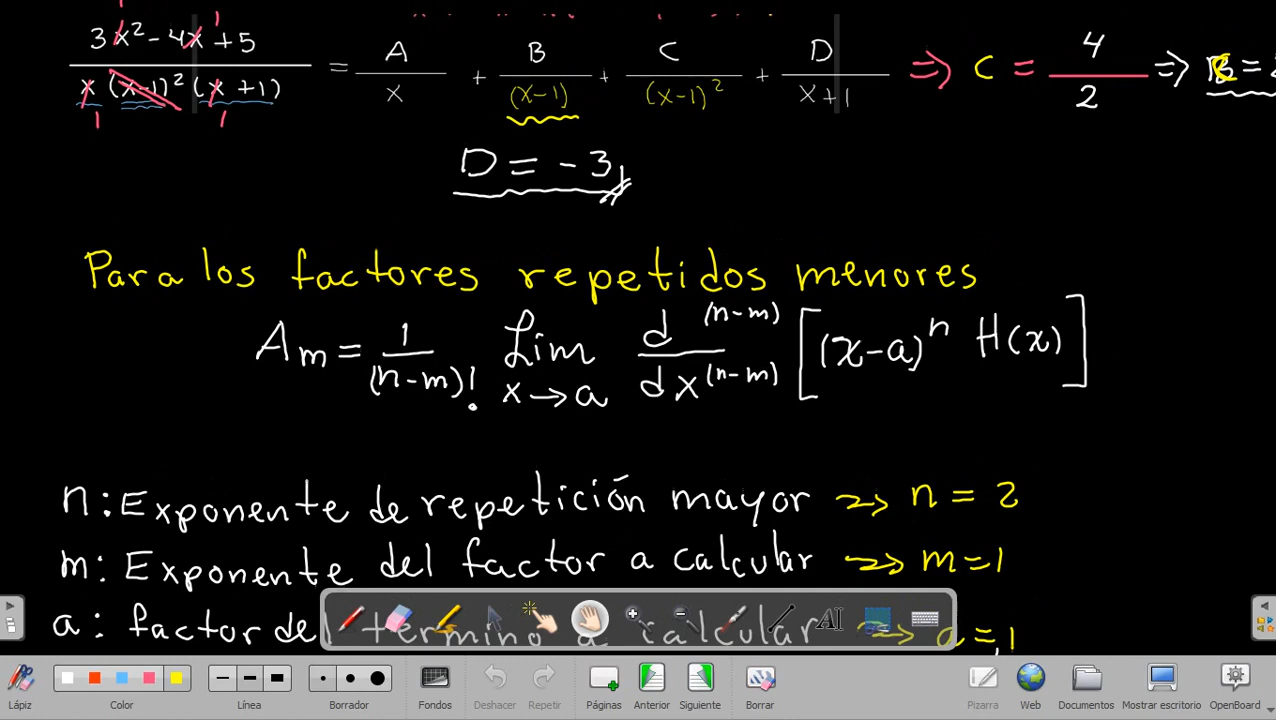 3x² - 4x + 5 / x (x-1)² (x+1) = A / x + B / (x-1) + C / (x-1)² + D / x+1 => C = 4 / 2 =>
D = -3
Para los factores repetidos menores
Am = 1 / (n-m)! Lim x→a d^(n-m) / dx^(n-m) [(x-a)^n H(x)]
n: Exponente de repetición mayor => n = 2
m: Exponente del factor a calcular => m=1
a: factor del termino a calcular => a=1
Lápiz Color Línea Borrador Fondos Deshacer Repetir Páginas Anterior Siguiente Borrar Pizarra Web Documentos Mostrar escritorio OpenBoard